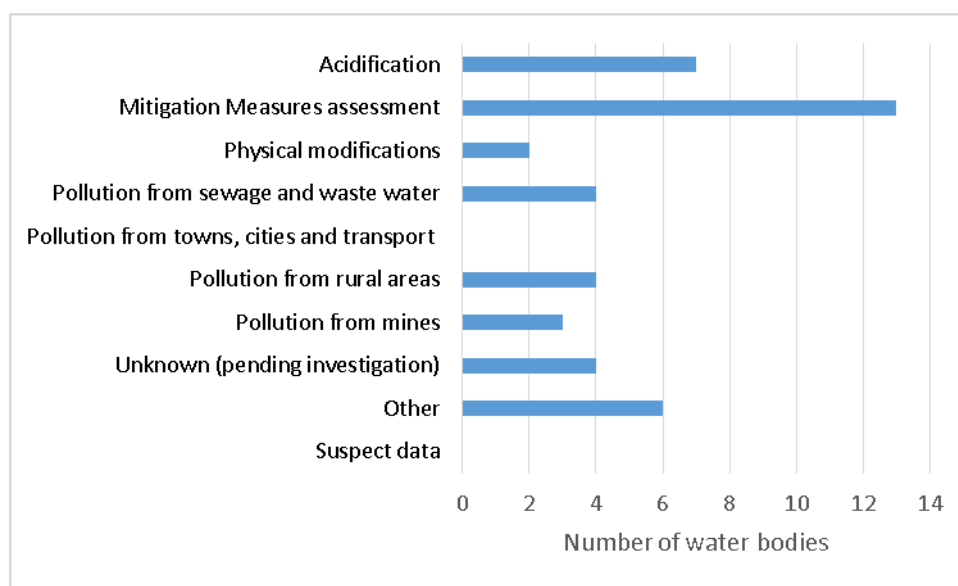 Acidification
Mitigation Measures assessment
Physical modifications
Pollution from sewage and waste water
Pollution from towns, cities and transport
Pollution from rural areas
Pollution from mines
Unknown (pending investigation)
Other
Suspect data
0 2 4 6 8 10 12 14
Number of water bodies